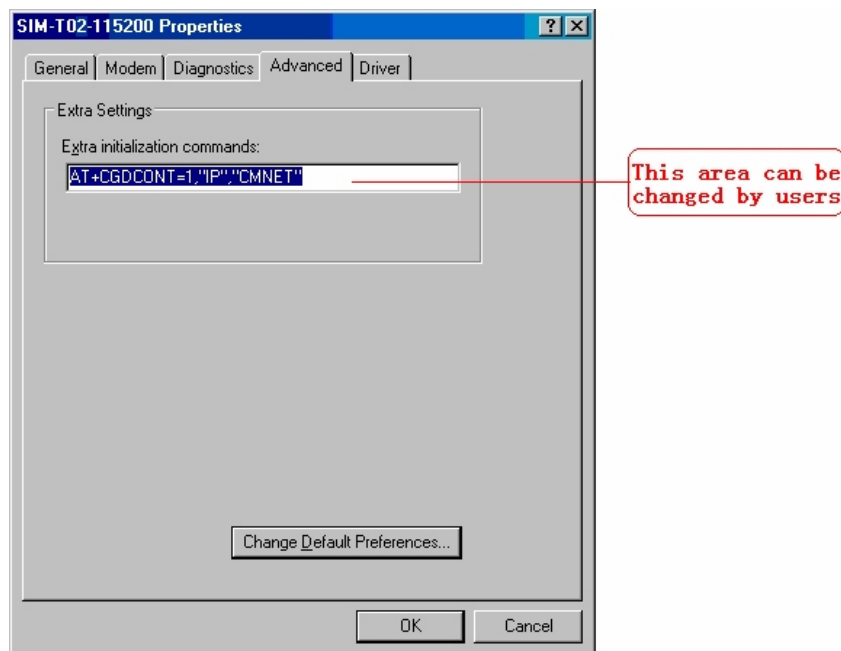 SIM-T02-115200 Properties
General Modem Diagnostics Advanced Driver
Extra Settings
Extra initialization commands:
AT+CGDCONT=1,"IP","CMNET"
This area can be
changed by users
Change Default Preferences...
OK Cancel